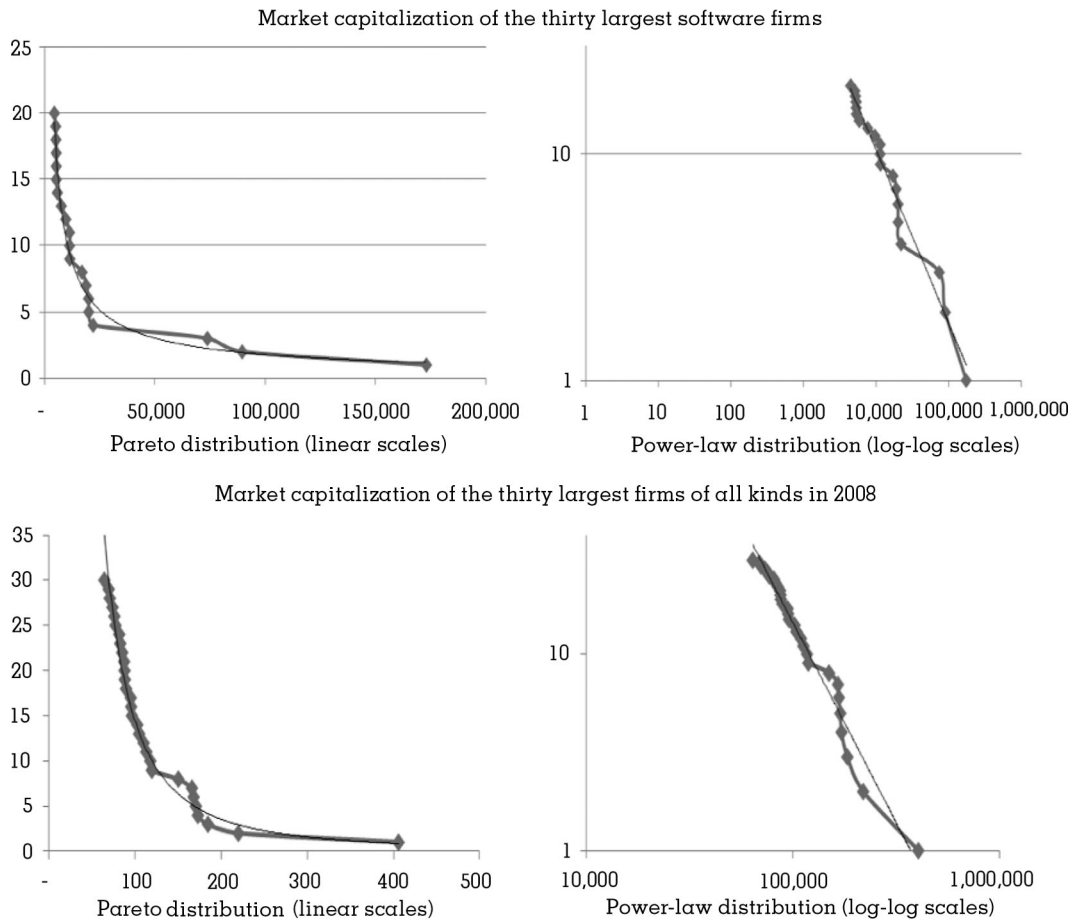 Market capitalization of the thirty largest software firms
25
20
15
10
5
0
- 50,000 100,000 150,000 200,000
Pareto distribution (linear scales)
10
1
1 10 100 1,000 10,000 100,000 1,000,000
Power-law distribution (log-log scales)
Market capitalization of the thirty largest firms of all kinds in 2008
35
30
25
20
15
10
5
0
- 100 200 300 400 500
Pareto distribution (linear scales)
10
1
10,000 100,000 1,000,000
Power-law distribution (log-log scales)